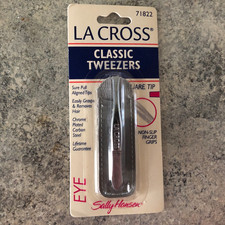 71822
LA CROSS®
CLASSIC
TWEEZERS
Sure Pull
Aligned Tips
Easily Grasps
& Removes
Hair
Chrome
Plated
Carbon
Steel
Lifetime
Guarantee
UARE TIP
NON-SLIP
FINGER
GRIPS
EYE
Sally Hansen